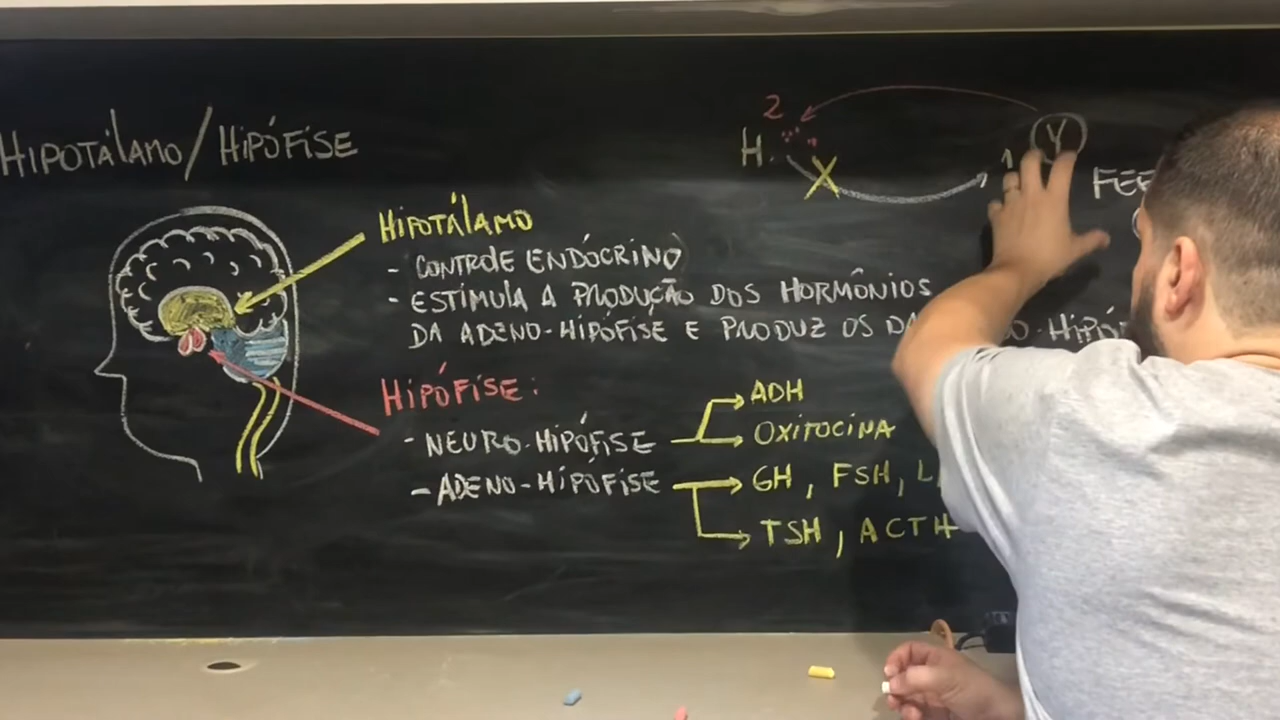 HIPOTÁLAMO/HIPÓFISE
2
H.
X
1
Y
HIPOTÁLAMO
- CONTROLE ENDÓCRINO
- ESTIMULA A PRODUÇÃO DOS HORMÔNIOS
DA ADENO-HIPÓFISE E PRODUZ OS
HIPÓFISE:
- NEURO-HIPÓFISE
ADH
OXITOCINA
- ADENO-HIPÓFISE
GH, FSH,
TSH, ACTH